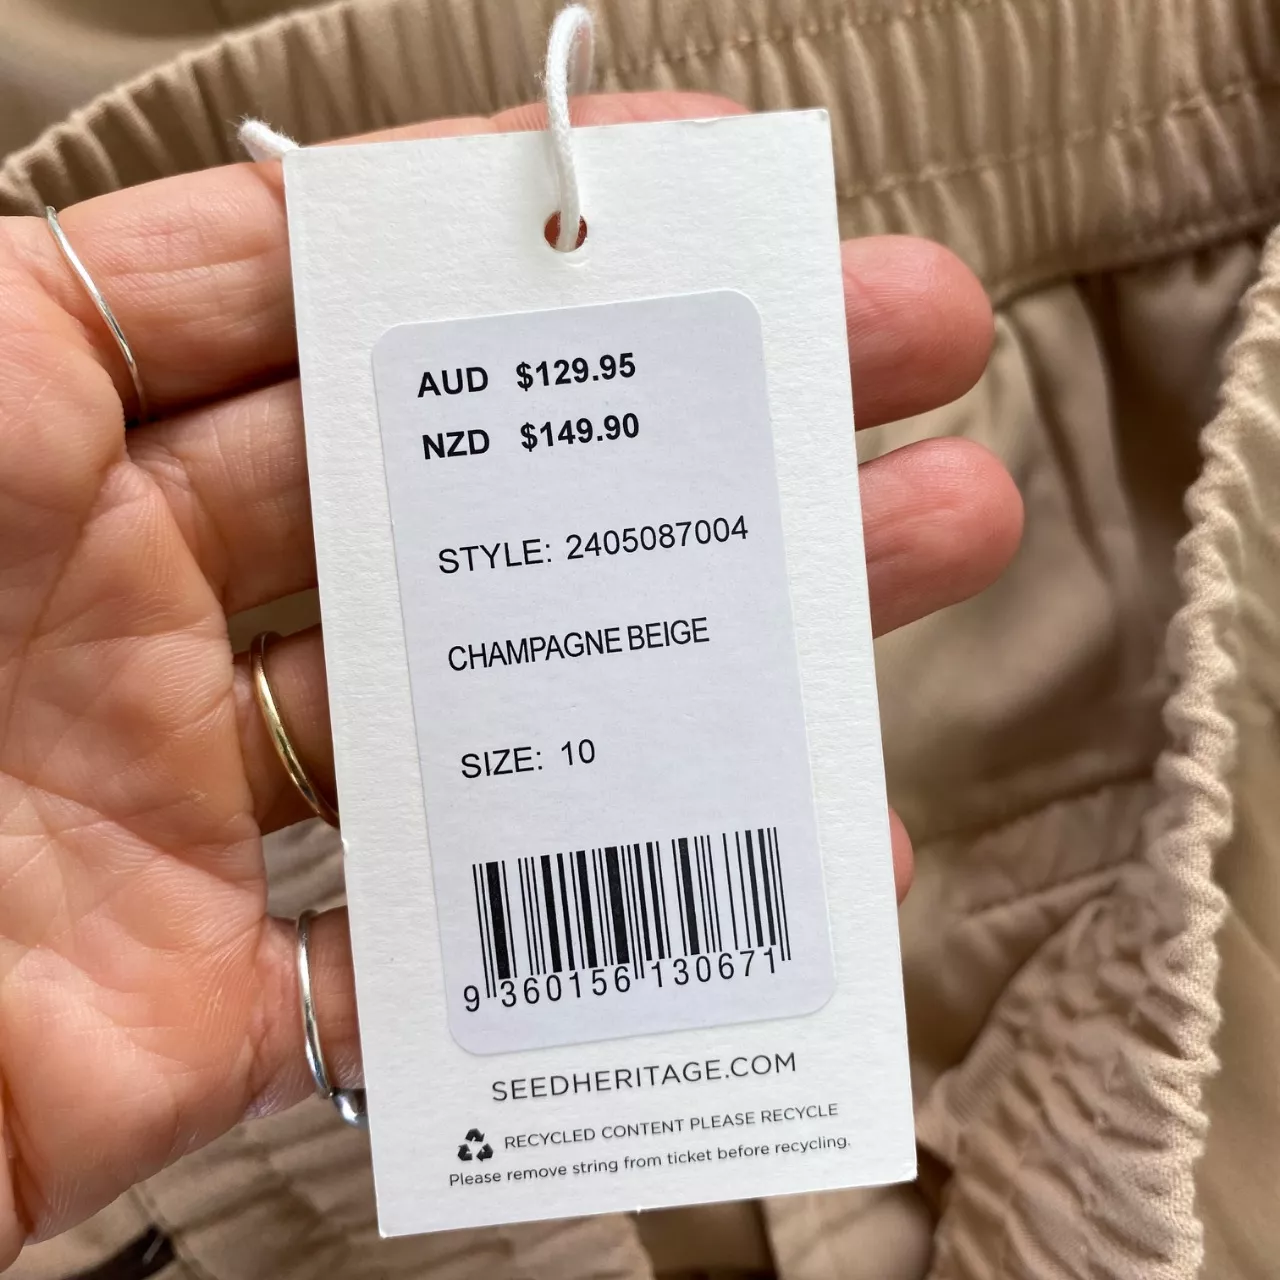 AUD $129.95
NZD $149.90
STYLE: 2405087004
CHAMPAGNE BEIGE
SIZE: 10
9 360156 130671
SEEDHERITAGE.COM
RECYCLED CONTENT PLEASE RECYCLE
Please remove string from ticket before recycling.